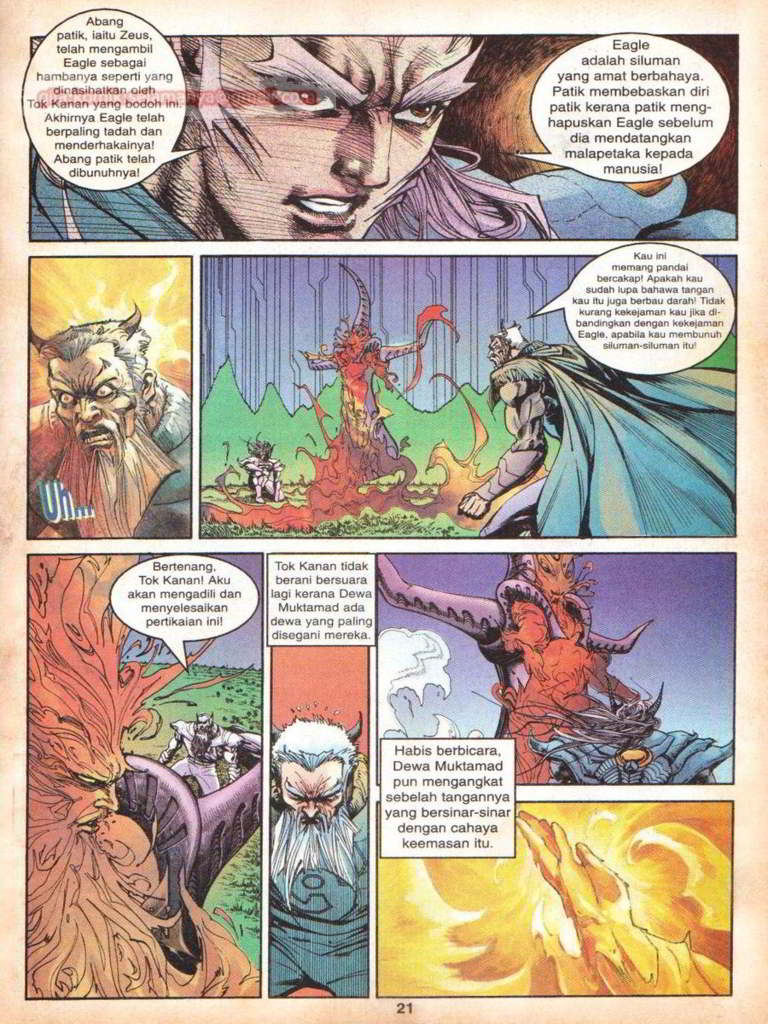 Abang
patik, iaitu Zeus,
telah mengambil
Eagle sebagai
hambanya seperti yang
dinasihatkan oleh
Tok Kanan yang bodoh ini.
Akhirnya Eagle telah
berpaling tadah dan
menderhakainya!
Abang patik telah
dibunuhnya!
Eagle
adalah siluman
yang amat berbahaya.
Patik membebaskan diri
patik kerana patik meng-
hapuskan Eagle sebelum
dia mendatangkan
malapetaka kepada
manusia!
Uh...
Kau ini
memang pandai
bercakap! Apakah kau
sudah lupa bahawa tangan
kau itu juga berbau darah! Tidak
kurang kekejaman kau jika di-
bandingkan dengan kekejaman
Eagle, apabila kau membunuh
siluman-siluman itu!
Bertenang,
Tok Kanan! Aku
akan mengadili dan
menyelesaikan
pertikaian ini!
Tok Kanan tidak
berani bersuara
lagi kerana Dewa
Muktamad ada
dewa yang paling
disegani mereka.
Habis berbicara,
Dewa Muktamad
pun mengangkat
sebelah tangannya
yang bersinar-sinar
dengan cahaya
keemasan itu.
21